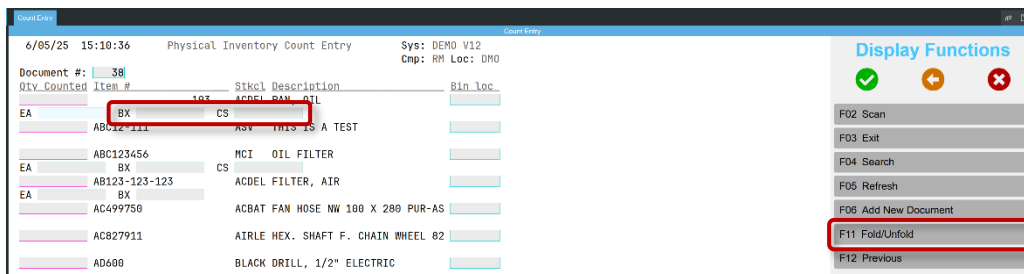 Count Entry
Count Entry
6/05/25 15:10:36 Physical Inventory Count Entry Sys: DEMO V12
Cmp: RM Loc: DMO
Document #: 38
Qty Counted Item # Stkcl Description Bin loc
193 ACDEL PAN, OIL
EA BX CS
ABC12-111 ASV THIS IS A TEST
ABC123456 MCI OIL FILTER
EA BX CS
AB123-123-123 ACDEL FILTER, AIR
EA BX
AC499750 ACBAT FAN HOSE NW 100 X 280 PUR-AS
AC827911 AIRLE HEX. SHAFT F. CHAIN WHEEL 82
AD600 BLACK DRILL, 1/2" ELECTRIC
Display Functions
F02 Scan
F03 Exit
F04 Search
F05 Refresh
F06 Add New Document
F11 Fold/Unfold
F12 Previous